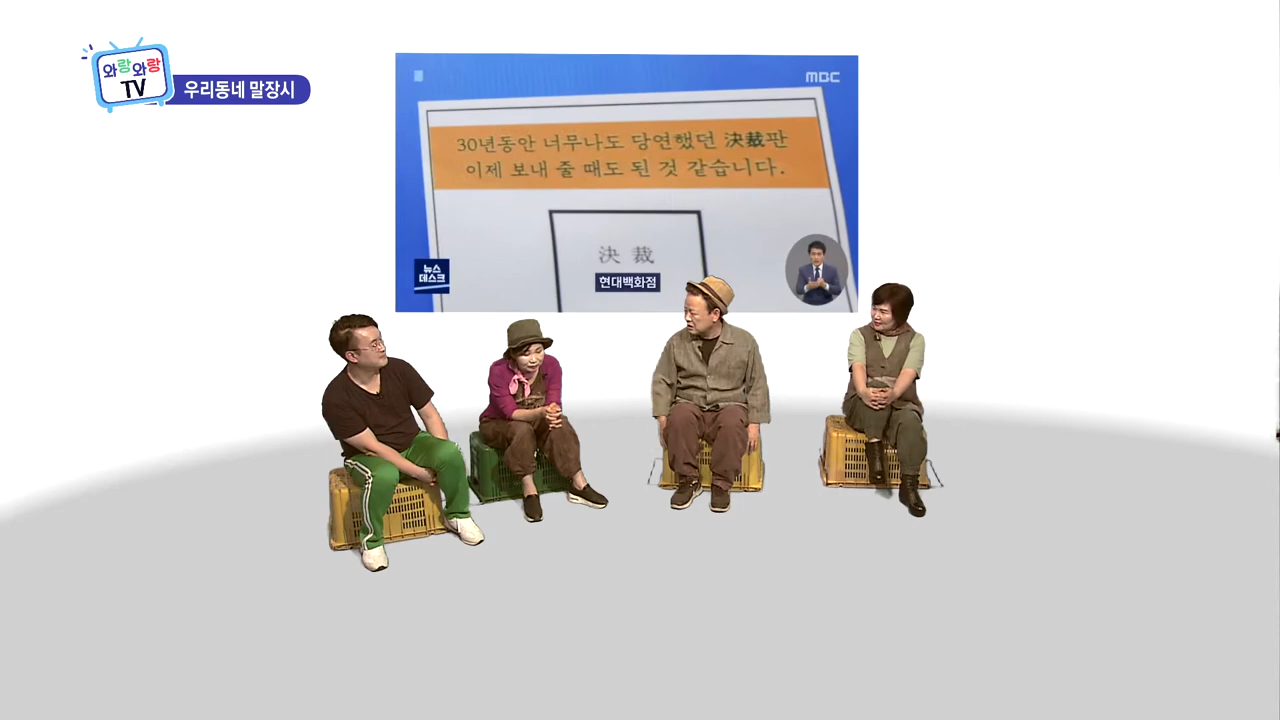 와랑와랑
TV
우리동네 말장시
MBC
30년동안 너무나도 당연했던 決裁판
이제 보내 줄 때도 된 것 같습니다.
決 裁
뉴스
데스크
현대백화점